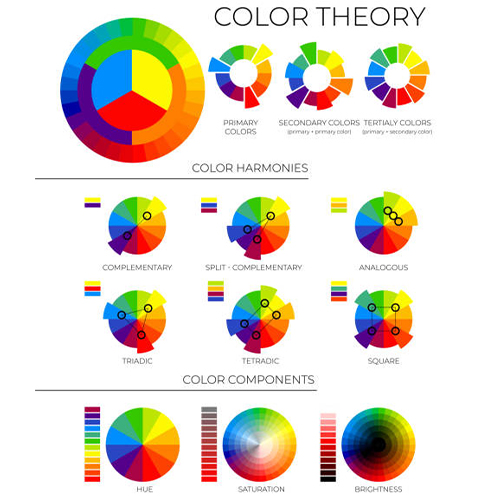 COLOR THEORY
PRIMARY
COLORS
SECONDARY COLORS
(primary + primary color)
TERTIALY COLORS
(primary + secondary color)
COLOR HARMONIES
COMPLEMENTARY
SPLIT - COMPLEMENTARY
ANALOGOUS
TRIADIC
TETRADIC
SQUARE
COLOR COMPONENTS
HUE
SATURATION
BRIGHTNESS